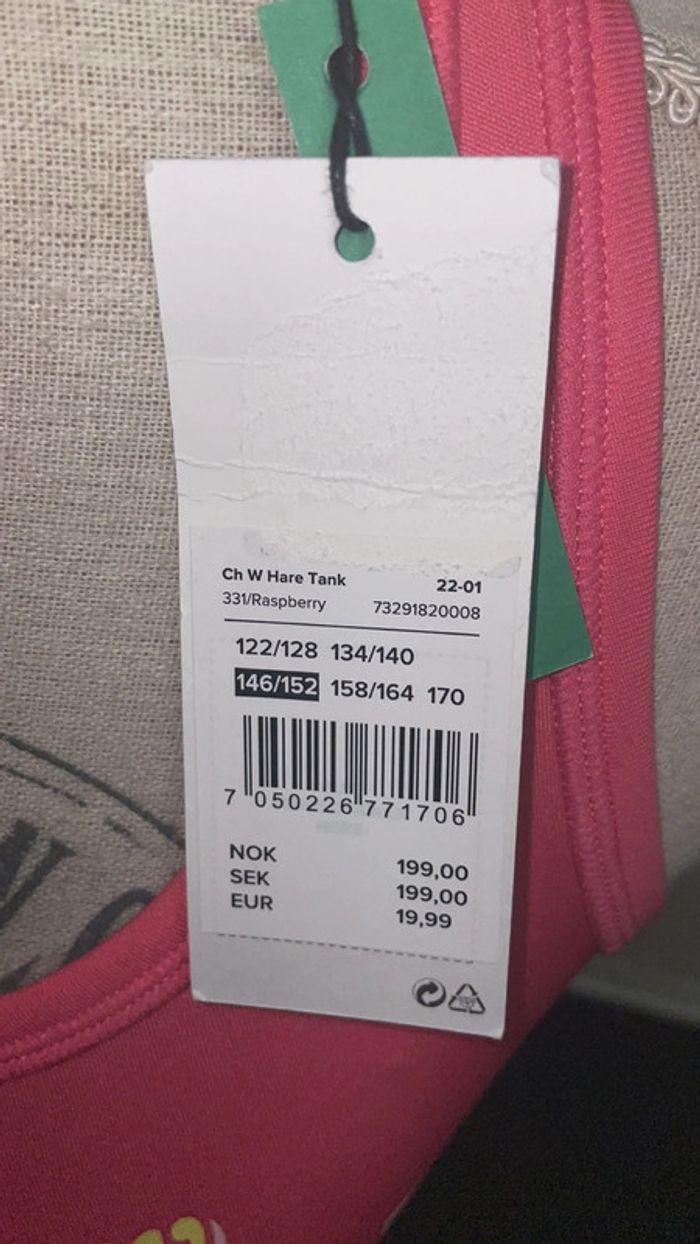 Ch W Hare Tank 22-01
331/Raspberry 73291820008
122/128 134/140
146/152 158/164 170
7 050226 771706
NOK 199,00
SEK 199,00
EUR 19,99